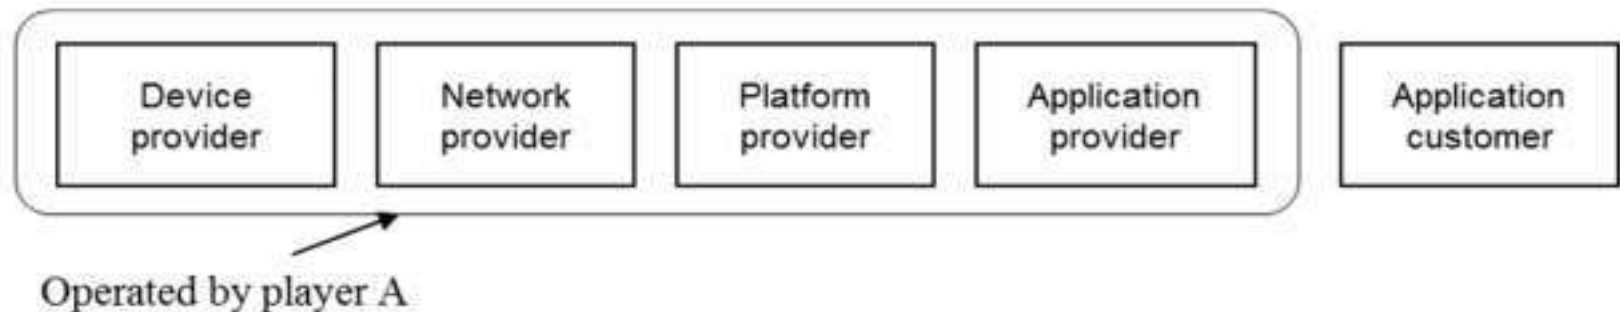 Device
provider
Network
provider
Platform
provider
Application
provider
Application
customer
Operated by player A